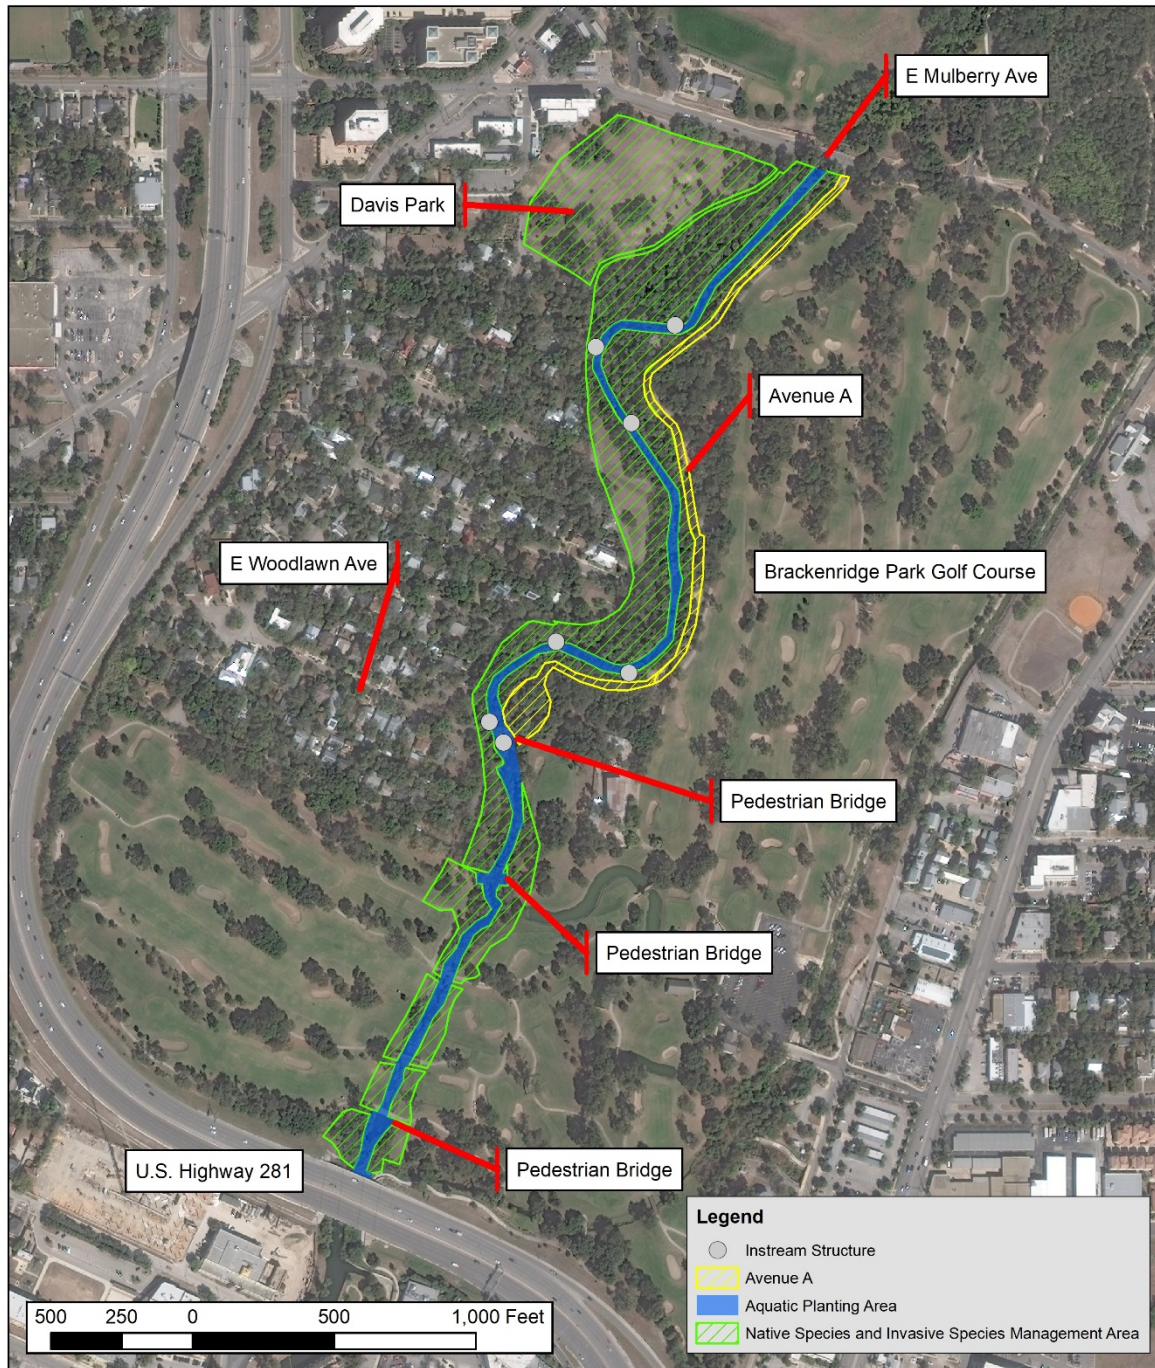 E Mulberry Ave
Davis Park
Avenue A
E Woodlawn Ave
Brackenridge Park Golf Course
Pedestrian Bridge
Pedestrian Bridge
U.S. Highway 281
Pedestrian Bridge
Legend
Instream Structure
Avenue A
Aquatic Planting Area
Native Species and Invasive Species Management Area
500 250 0 500 1,000 Feet